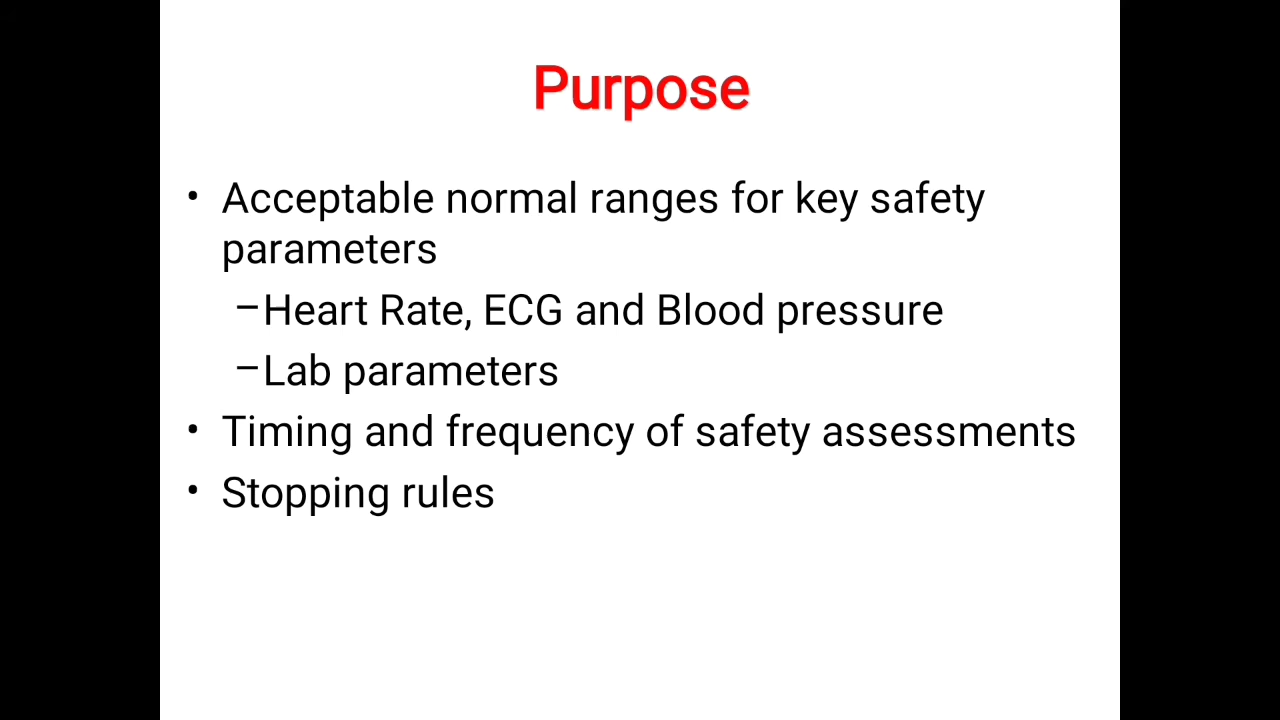 Purpose
• Acceptable normal ranges for key safety
parameters
–Heart Rate, ECG and Blood pressure
–Lab parameters
• Timing and frequency of safety assessments
• Stopping rules